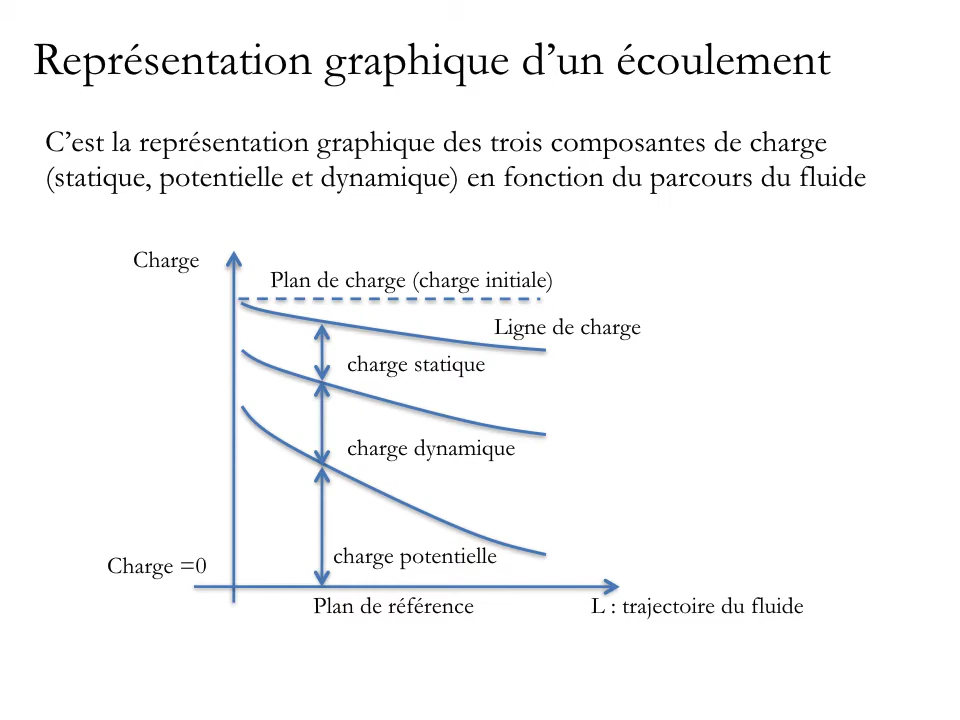 Représentation graphique d’un écoulement
C’est la représentation graphique des trois composantes de charge
(statique, potentielle et dynamique) en fonction du parcours du fluide
Charge
Plan de charge (charge initiale)
Ligne de charge
charge statique
charge dynamique
charge potentielle
Charge =0
Plan de référence
L : trajectoire du fluide